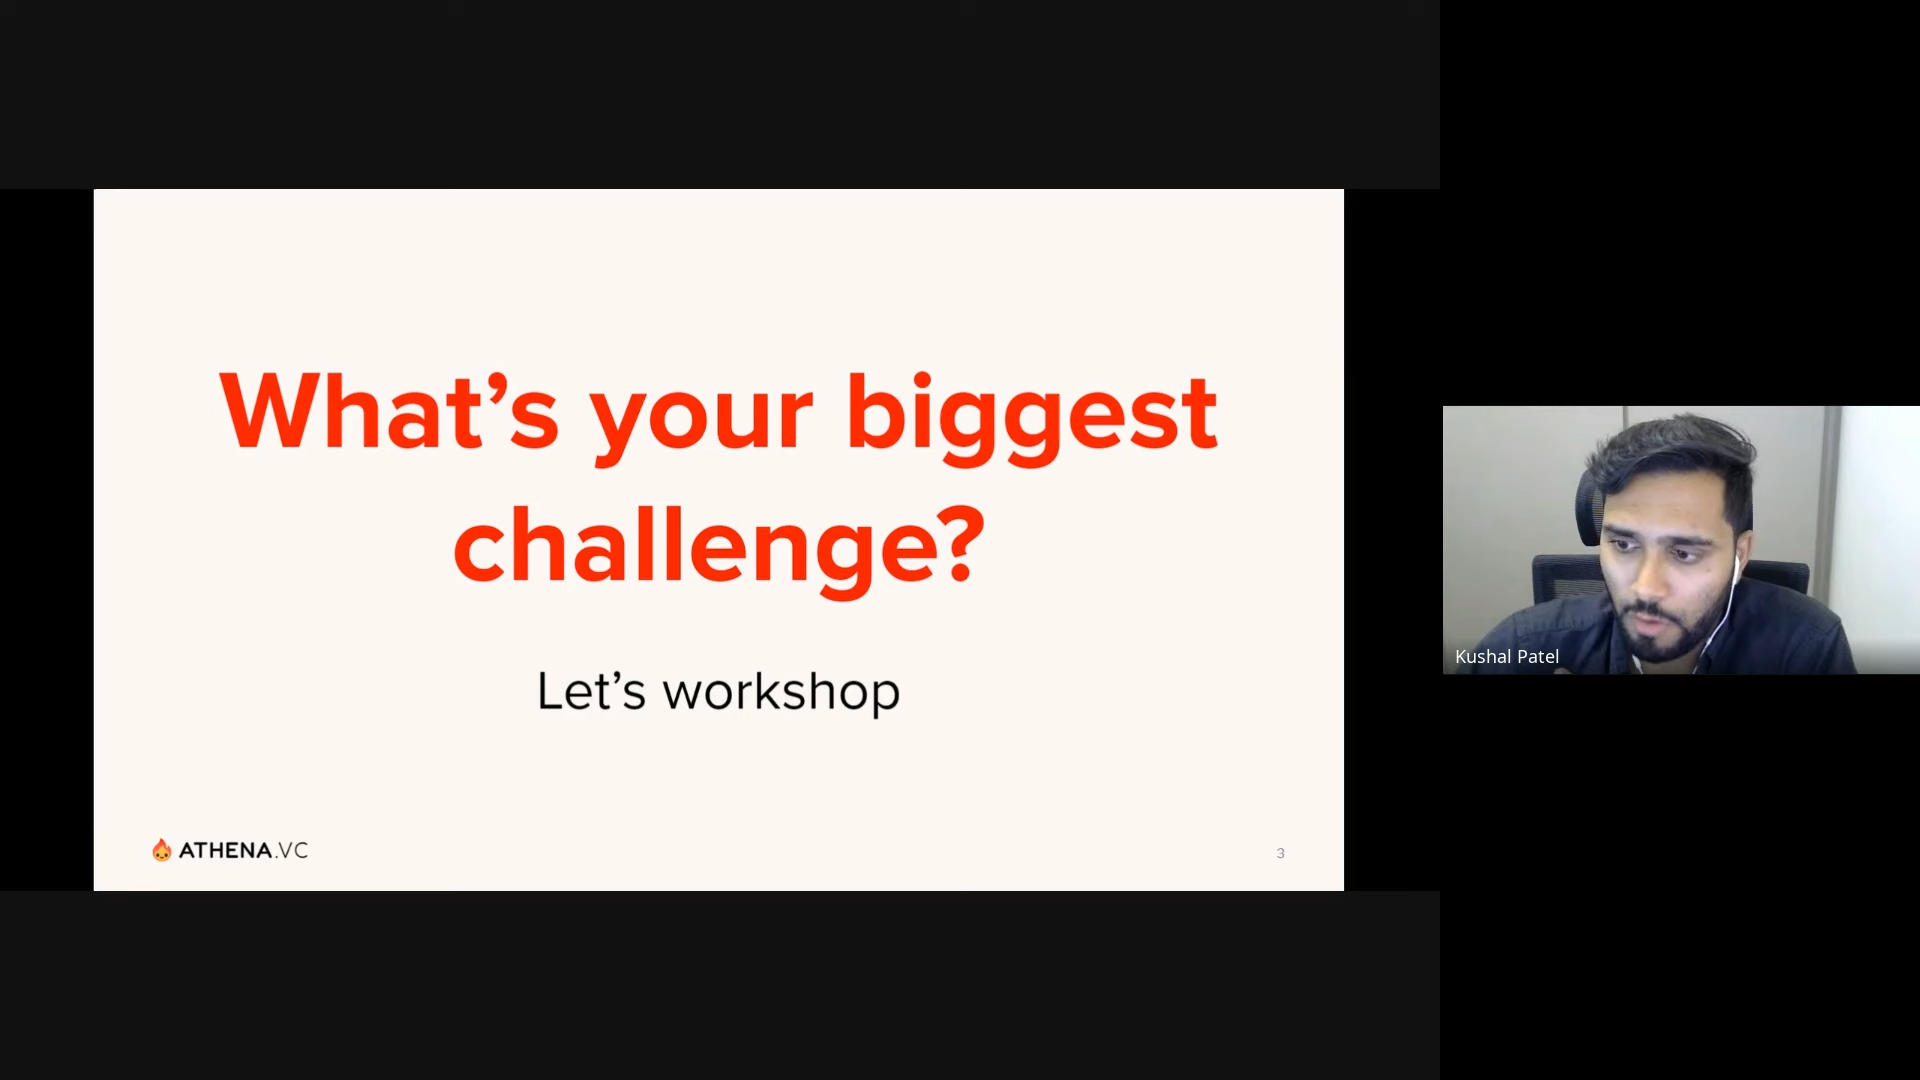 What’s your biggest
challenge?
Let’s workshop
ATHENA.VC
3
Kushal Patel